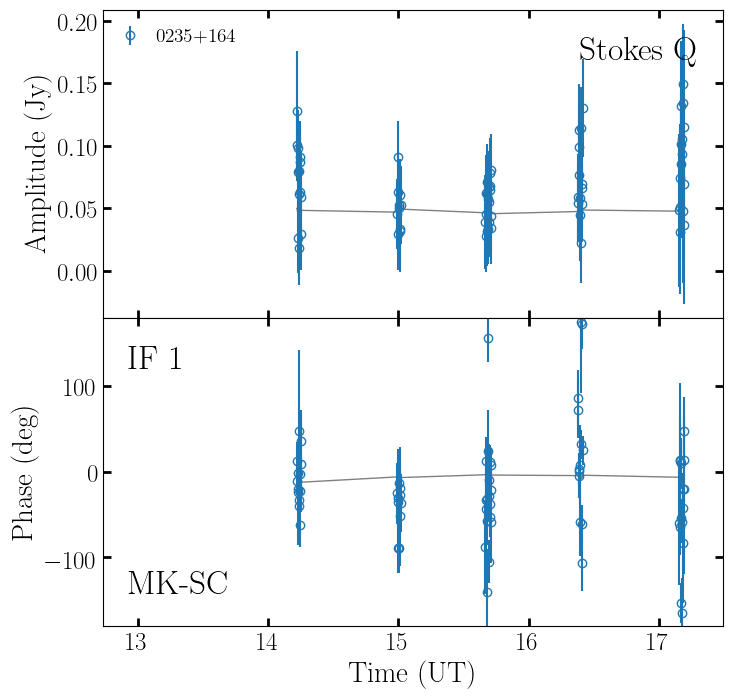 0235+164
Stokes Q
0.20
0.15
0.10
0.05
0.00
Amplitude (Jy)
IF 1
100
0
−100
Phase (deg)
MK-SC
13 14 15 16 17
Time (UT)